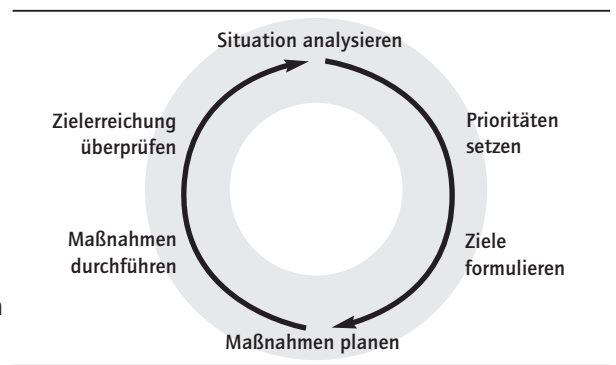 Situation analysieren
Prioritäten
setzen
Ziele
formulieren
Maßnahmen planen
Maßnahmen
durchführen
Zielerreichung
überprüfen